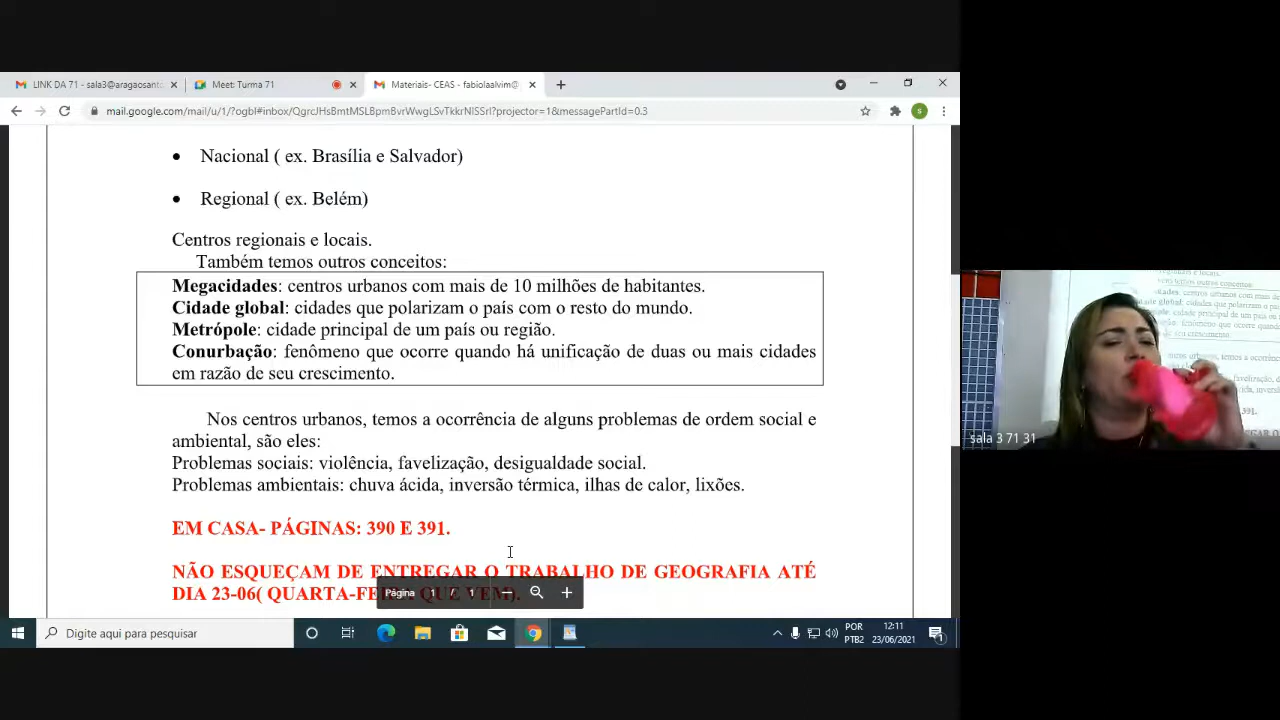 LINK DA 71 - sala3@aragaosant
Meet: Turma 71
Materiais- CEAS - fabiolaalvim@
mail.google.com/mail/u/1/?ogbl#inbox/QgrcJHsBmtMSLBpmBvrWwgLSvTkkrNlSSrl?projector=1&messagePartId=0.3
• Nacional ( ex. Brasília e Salvador)
• Regional ( ex. Belém)
Centros regionais e locais.
Também temos outros conceitos:
Megacidades: centros urbanos com mais de 10 milhões de habitantes.
Cidade global: cidades que polarizam o país com o resto do mundo.
Metrópole: cidade principal de um país ou região.
Conurbação: fenômeno que ocorre quando há unificação de duas ou mais cidades
em razão de seu crescimento.
Nos centros urbanos, temos a ocorrência de alguns problemas de ordem social e
ambiental, são eles:
Problemas sociais: violência, favelização, desigualdade social.
Problemas ambientais: chuva ácida, inversão térmica, ilhas de calor, lixões.
EM CASA- PÁGINAS: 390 E 391.
NÃO ESQUEÇAM DE ENTREGAR O TRABALHO DE GEOGRAFIA ATÉ
DIA 23-06( QUARTA-FEIRA QUE VEM).
Página 1 / 1
sala 3 71 31
Digite aqui para pesquisar
POR
PTB2
12:11
23/06/2021